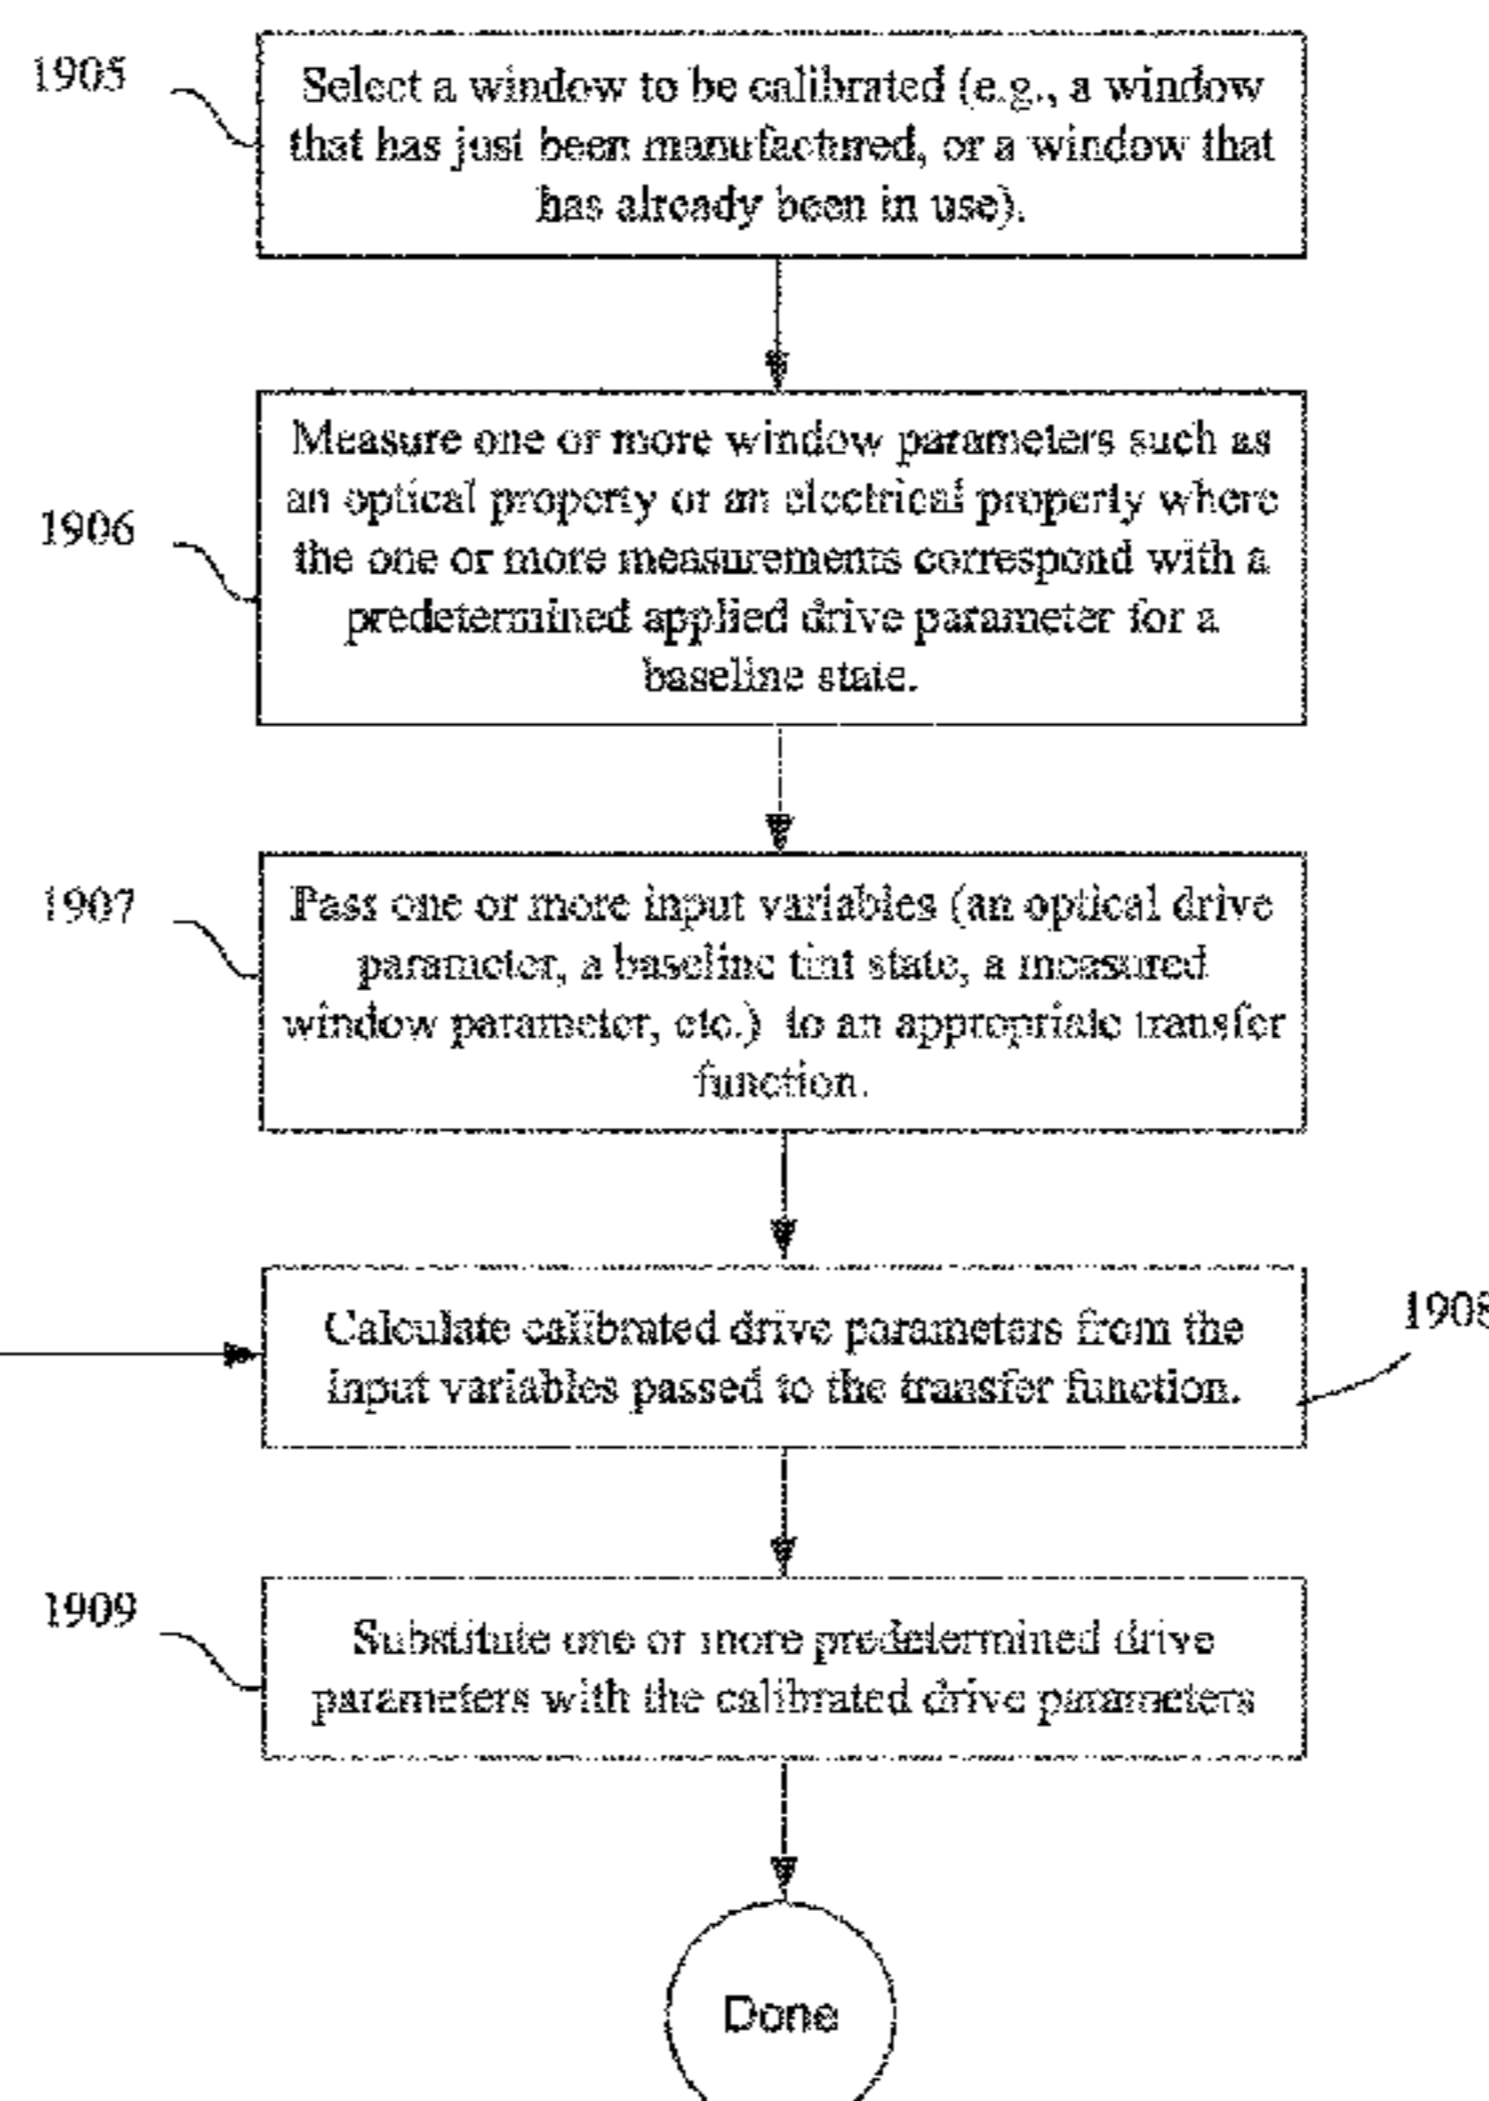 1905
Select a window to be calibrated (e.g., a window
that has just been manufactured, or a window that
has already been in use).
1906
Measure one or more window parameters such as
an optical property or an electrical property where
the one or more measurements correspond with a
predetermined applied drive parameter for a
baseline state.
1907
Pass one or more input variables (an optical drive
parameter, a baseline tint state, a measured
window parameter, etc.) to an appropriate transfer
function.
Calculate calibrated drive parameters from the
input variables passed to the transfer function.
1908
1909
Substitute one or more predetermined drive
parameters with the calibrated drive parameters
Done